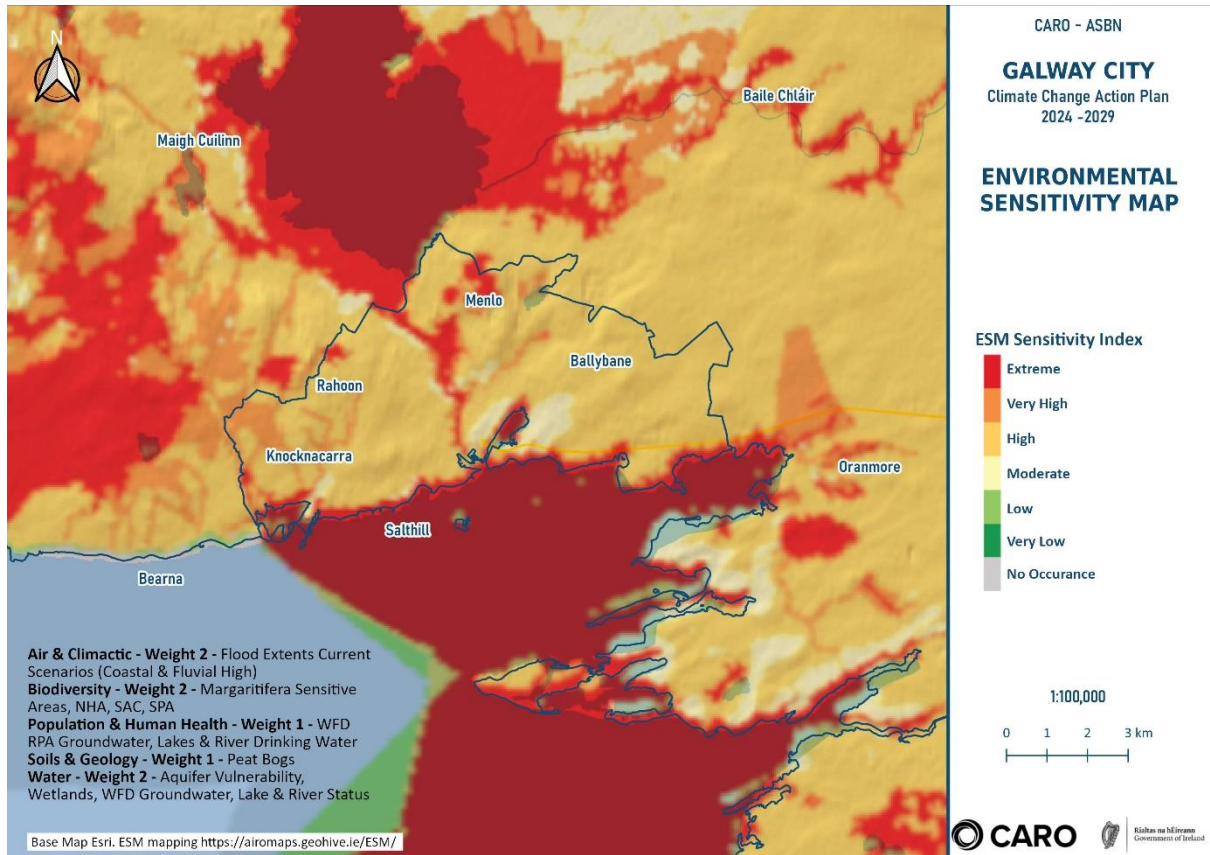 N
Maigh Cuilinn
Baile Chláir
Menlo
Ballybane
Rahoon
Knocknacarra
Oranmore
Salthill
Bearna
Air & Climactic - Weight 2 - Flood Extents Current
Scenarios (Coastal & Fluvial High)
Biodiversity - Weight 2 - Margaritifera Sensitive
Areas, NHA, SAC, SPA
Population & Human Health - Weight 1 - WFD
RPA Groundwater, Lakes & River Drinking Water
Soils & Geology - Weight 1 - Peat Bogs
Water - Weight 2 - Aquifer Vulnerability,
Wetlands, WFD Groundwater, Lake & River Status
Base Map Esri. ESM mapping https://airomaps.geohive.ie/ESM/
CARO - ASBN
GALWAY CITY
Climate Change Action Plan
2024 -2029
ENVIRONMENTAL
SENSITIVITY MAP
ESM Sensitivity Index
Extreme
Very High
High
Moderate
Low
Very Low
No Occurance
1:100,000
0 1 2 3 km
CARO
Rialtas na hÉireann
Government of Ireland